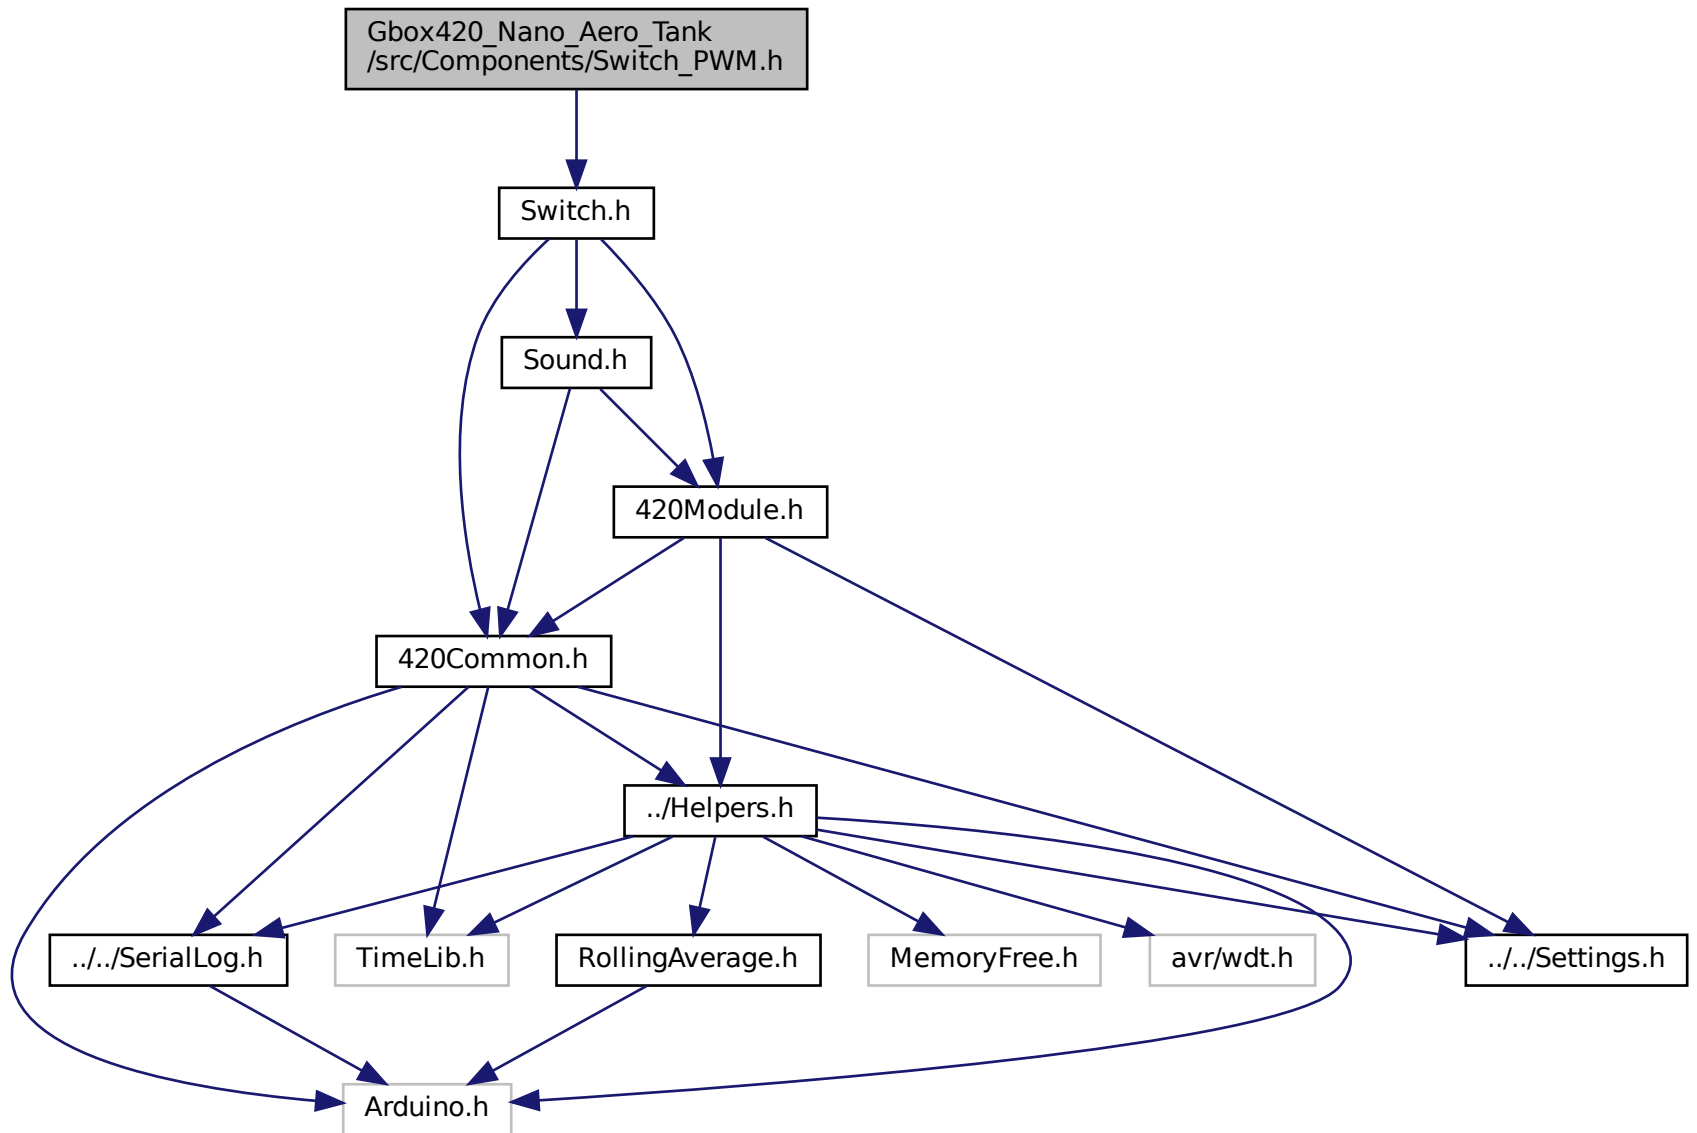 Gbox420_Nano_Aero_Tank
/src/Components/Switch_PWM.h
Switch.h
Sound.h
420Module.h
420Common.h
../Helpers.h
../../SerialLog.h
TimeLib.h
RollingAverage.h
MemoryFree.h
avr/wdt.h
../../Settings.h
Arduino.h